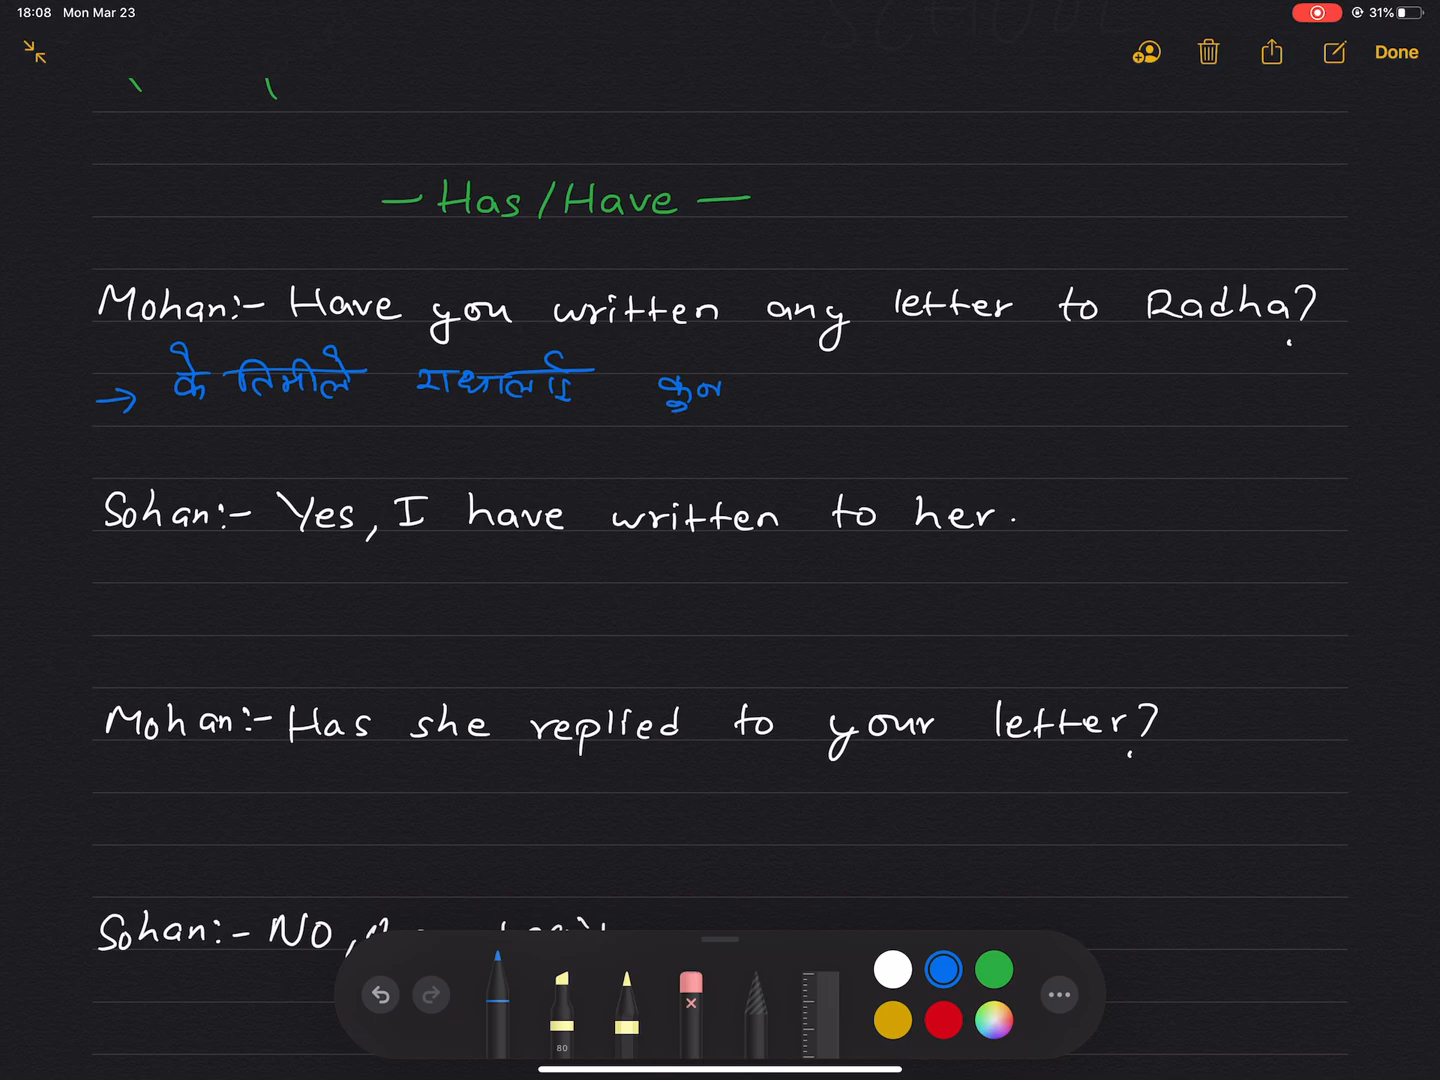 18:08 Mon Mar 23
31%
Done
— Has / Have —
Mohan:- Have you written any letter to Radha?
→ के तिमीले राधालाई कुन
Sohan:- Yes, I have written to her.
Mohan:- Has she replied to your letter?
Sohan:- No,
80